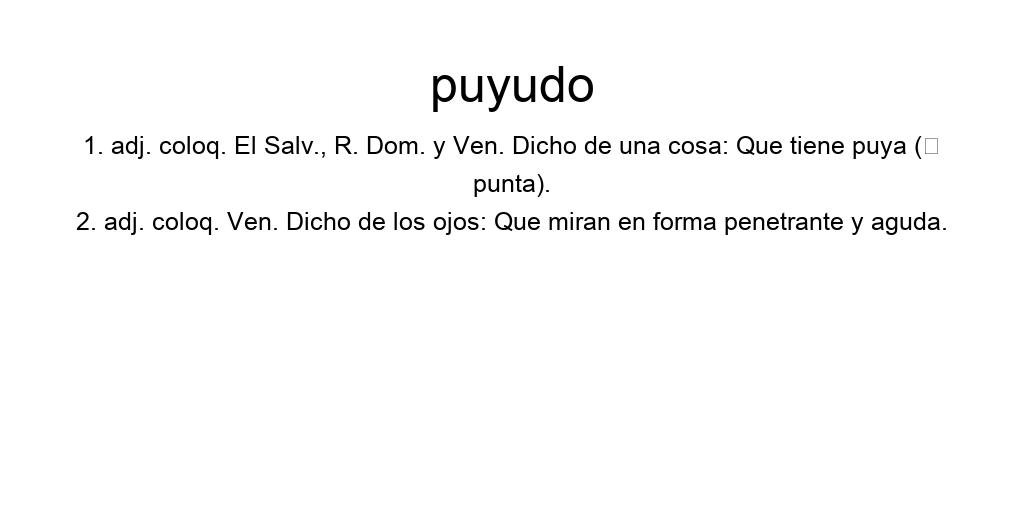 puyudo
1. adj. coloq. El Salv., R. Dom. y Ven. Dicho de una cosa: Que tiene puya (□
punta).
2. adj. coloq. Ven. Dicho de los ojos: Que miran en forma penetrante y aguda.